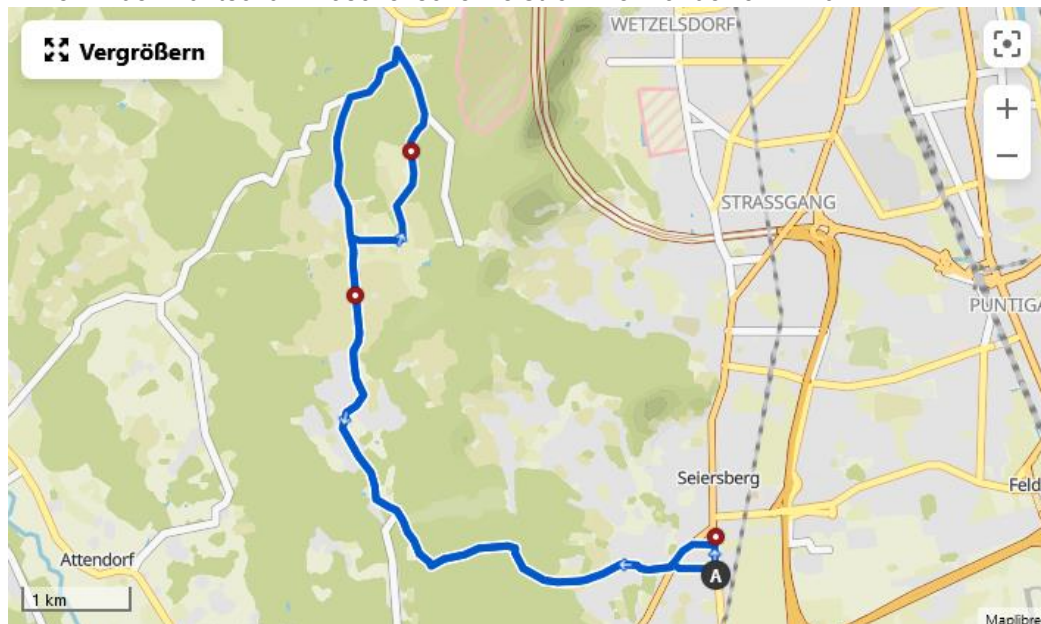 WETZELSDORF
Vergrößern
+
−
STRASSGANG
PUNTIGA
Seiersberg
Feld
Attendorf
A
1 km
Maplibre